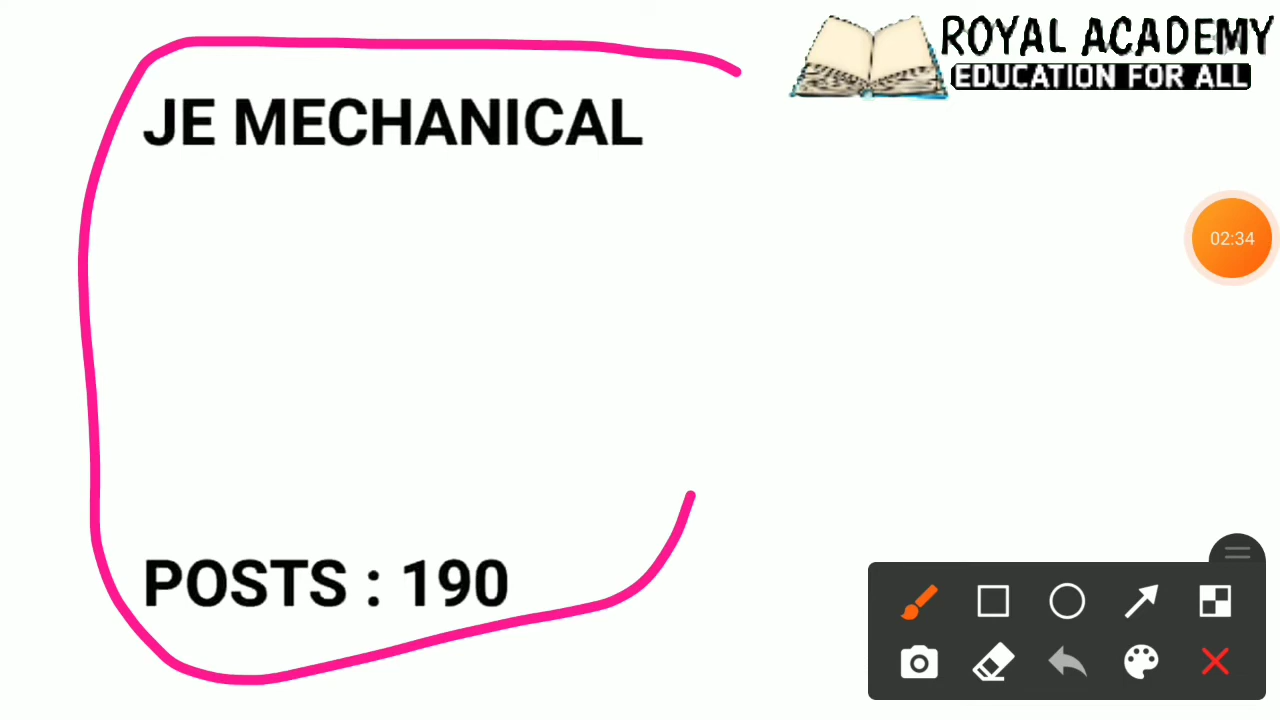 ROYAL ACADEMY
EDUCATION FOR ALL
JE MECHANICAL
02:34
POSTS : 190